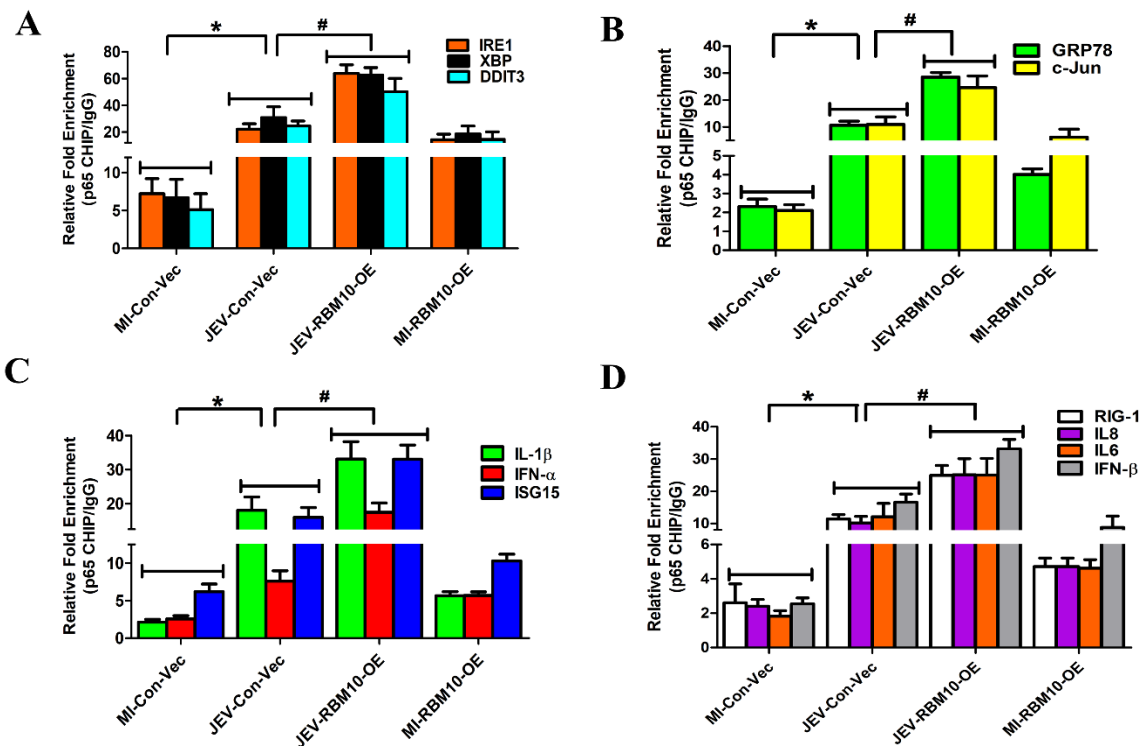 A
*
#
IRE1
XBP
DDIT3
Relative Fold Enrichment
(p65 CHIP/IgG)
80
60
40
20
10
5
0
MI-Con-Vec
JEV-Con-Vec
JEV-RBM10-OE
MI-RBM10-OE
B
*
#
GRP78
c-Jun
Relative Fold Enrichment
(p65 CHIP/IgG)
40
30
20
10
4
3
2
1
0
MI-Con-Vec
JEV-Con-Vec
JEV-RBM10-OE
MI-RBM10-OE
C
*
#
IL-1β
IFN-α
ISG15
Relative Fold Enrichment
(p65 CHIP/IgG)
40
30
20
10
5
0
MI-Con-Vec
JEV-Con-Vec
JEV-RBM10-OE
MI-RBM10-OE
D
*
#
RIG-1
IL8
IL6
IFN-β
Relative Fold Enrichment
(p65 CHIP/IgG)
40
30
20
10
6
4
2
0
MI-Con-Vec
JEV-Con-Vec
JEV-RBM10-OE
MI-RBM10-OE